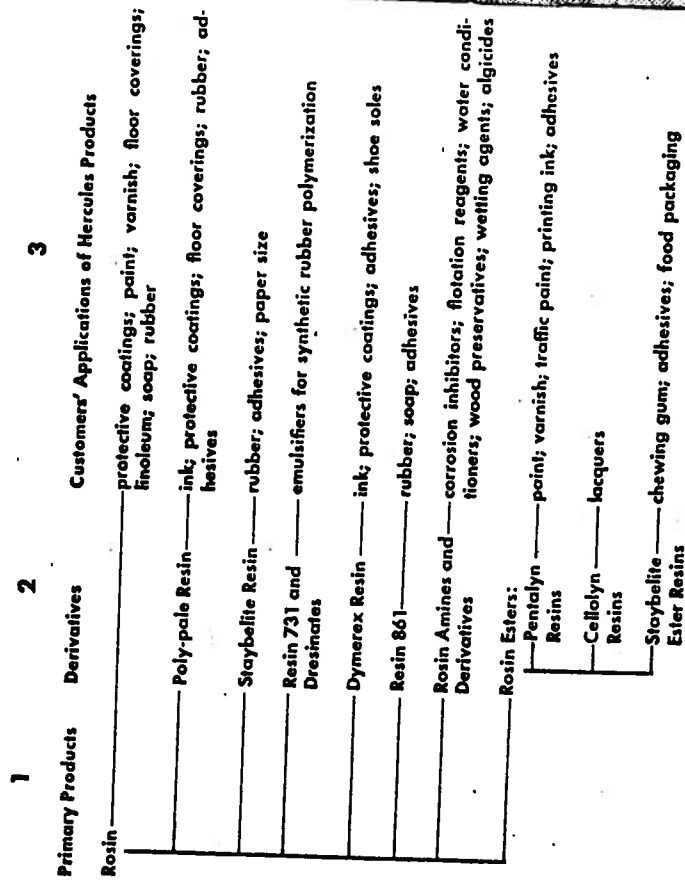 1 2 3
Primary Products Derivatives Customers' Applications of Hercules Products
Rosin protective coatings; paint; varnish; floor coverings;
linoleum; soap; rubber
Poly-pale Resin ink; protective coatings; floor coverings; rubber; ad-
hesives
Staybelite Resin rubber; adhesives; paper size
Resin 731 and emulsifiers for synthetic rubber polymerization
Dresinates
Dymerex Resin ink; protective coatings; adhesives; shoe soles
Resin 861 rubber; soap; adhesives
Rosin Amines and corrosion inhibitors; flotation reagents; water condi-
Derivatives tioners; wood preservatives; wetting agents; algicides
Rosin Esters:
Pentalyn paint; varnish; traffic paint; printing ink; adhesives
Resins
Cellolyn lacquers
Resins
Staybelite chewing gum; adhesives; food packaging
Ester Resins